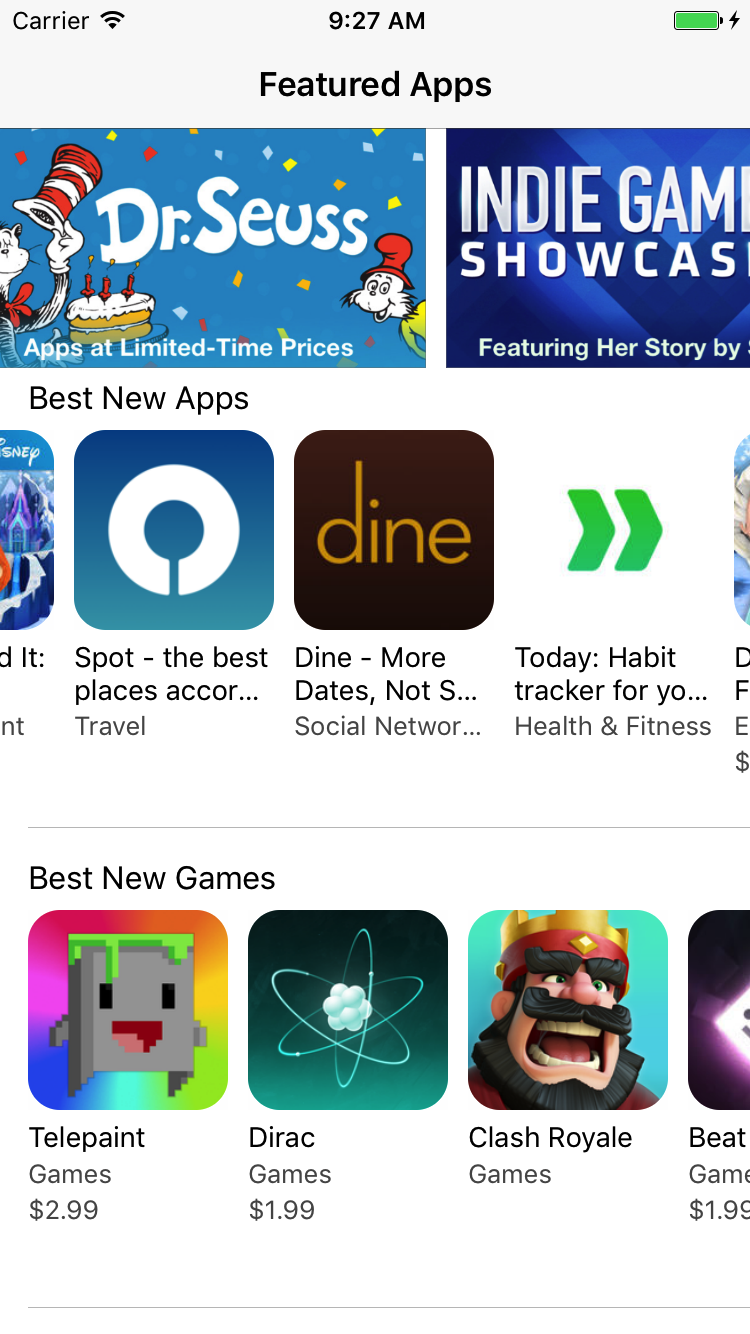 Carrier 9:27 AM
Featured Apps
Dr. Seuss
Apps at Limited-Time Prices
INDIE GAM
SHOWCAS
Featuring Her Story by
Best New Apps
DISNEY
dine
d It:
nt
Spot - the best
places accor...
Travel
Dine - More
Dates, Not S...
Social Networ...
Today: Habit
tracker for yo...
Health & Fitness
D
F
E
$
Best New Games
Telepaint
Games
$2.99
Dirac
Games
$1.99
Clash Royale
Games
Beat
Game
$1.99